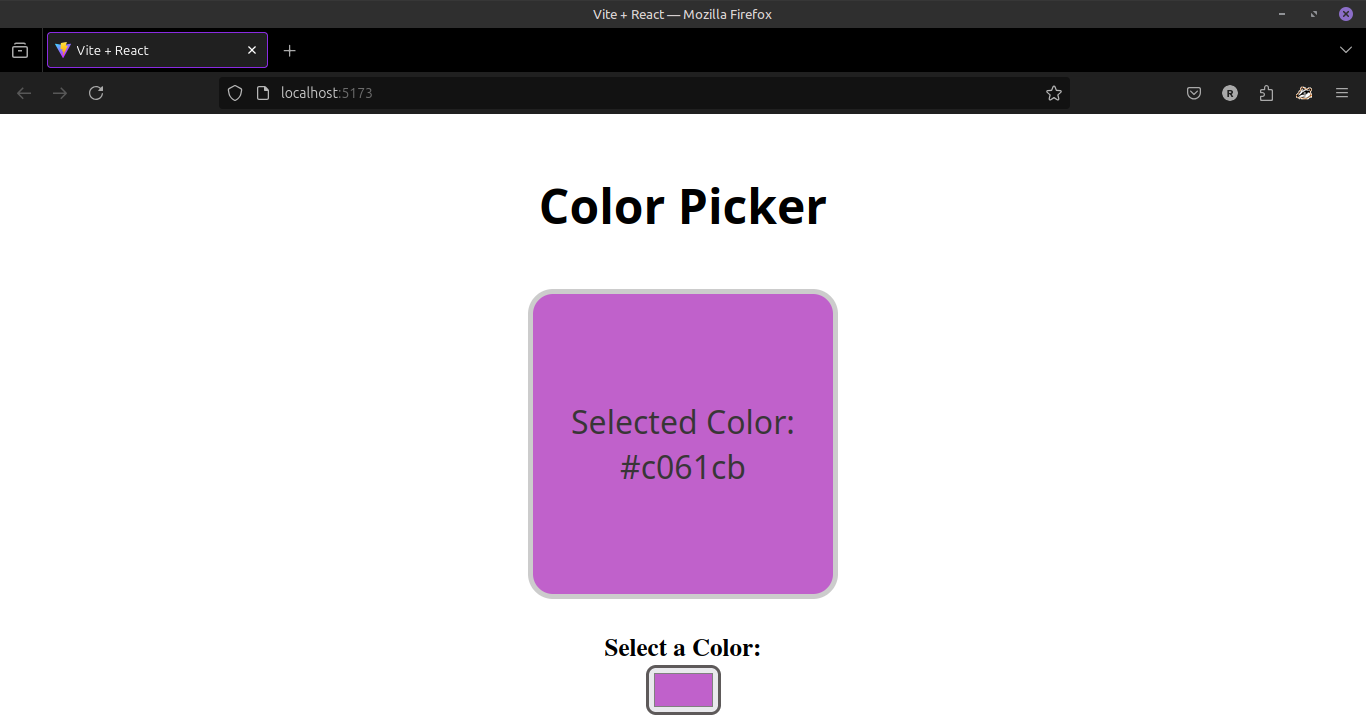 Vite + React — Mozilla Firefox
Vite + React
localhost:5173
R
Color Picker
Selected Color:
#c061cb
Select a Color: